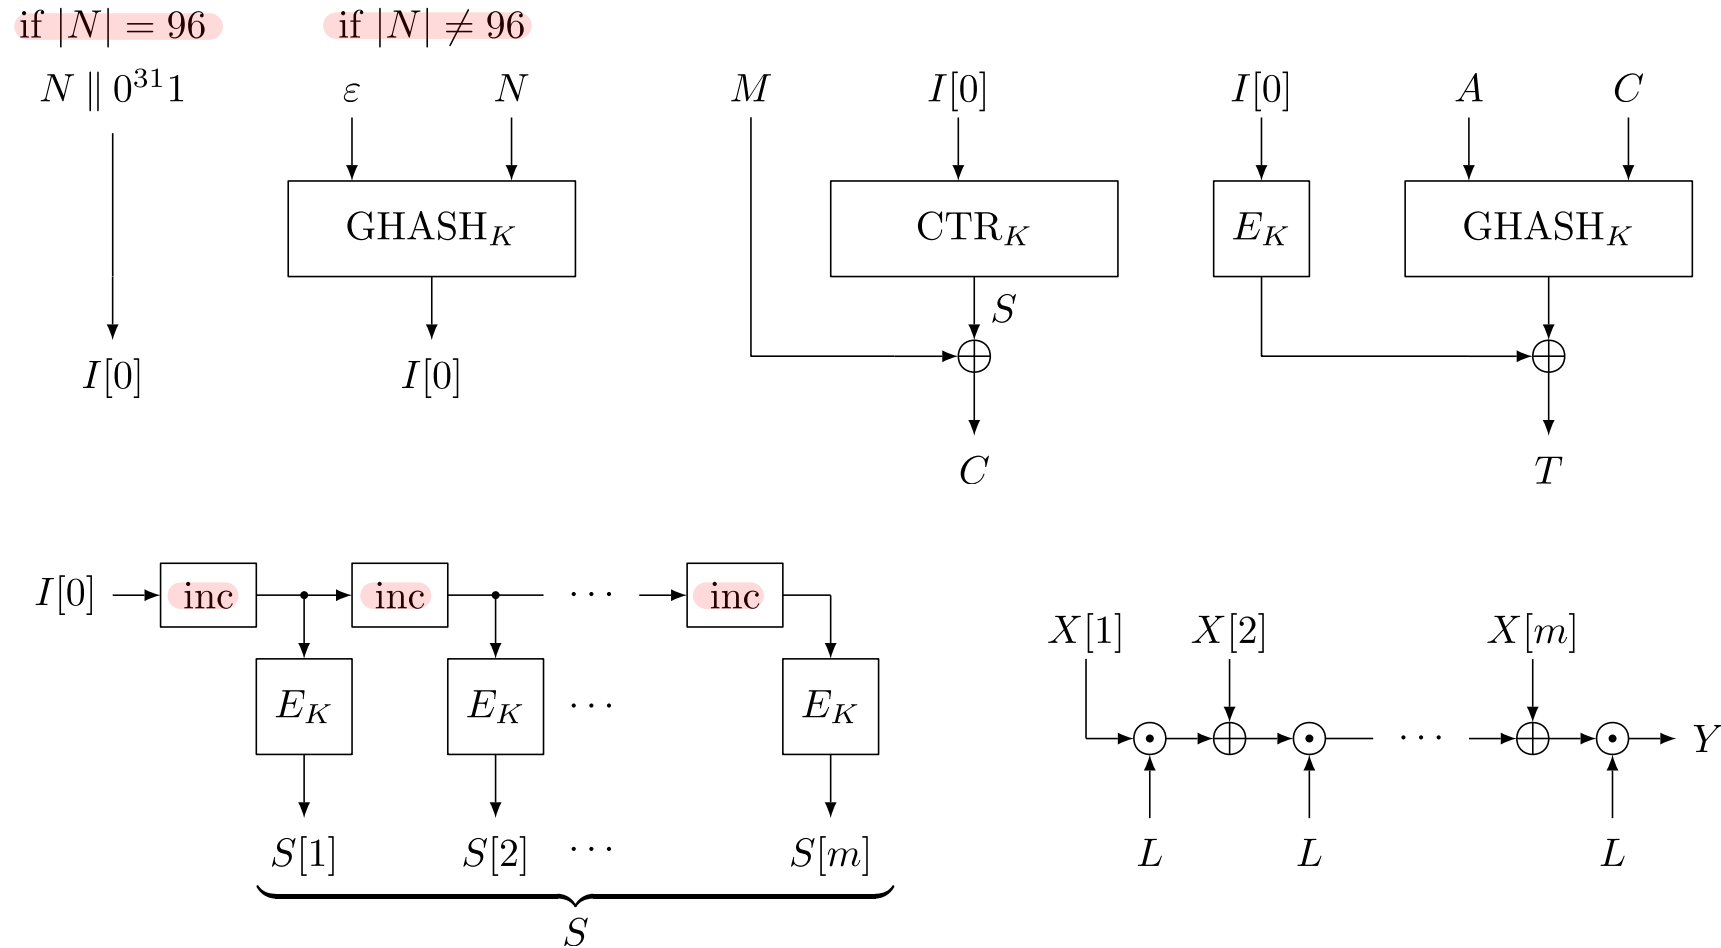 if |N| = 96 if |N| ≠ 96
N ∥ 0³¹1 ε N M I[0] I[0] A C
GHASH_K CTR_K E_K GHASH_K
S
I[0] I[0]
C T
I[0] inc inc ··· inc
X[1] X[2] X[m]
E_K E_K ··· E_K
··· Y
S[1] S[2] ··· S[m] L L L
S